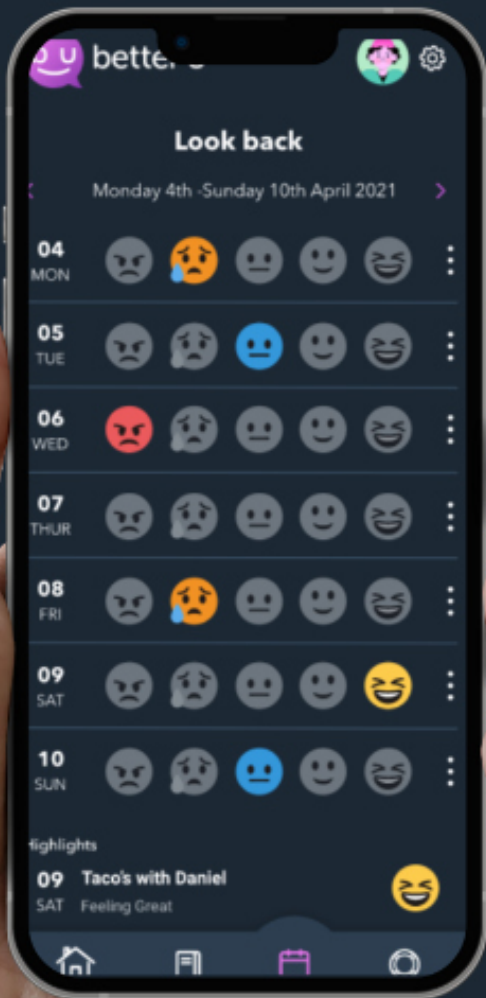 bette
Look back
Monday 4th -Sunday 10th April 2021
04
MON
05
TUE
06
WED
07
THUR
08
FRI
09
SAT
10
SUN
Highlights
09 Taco's with Daniel
SAT Feeling Great